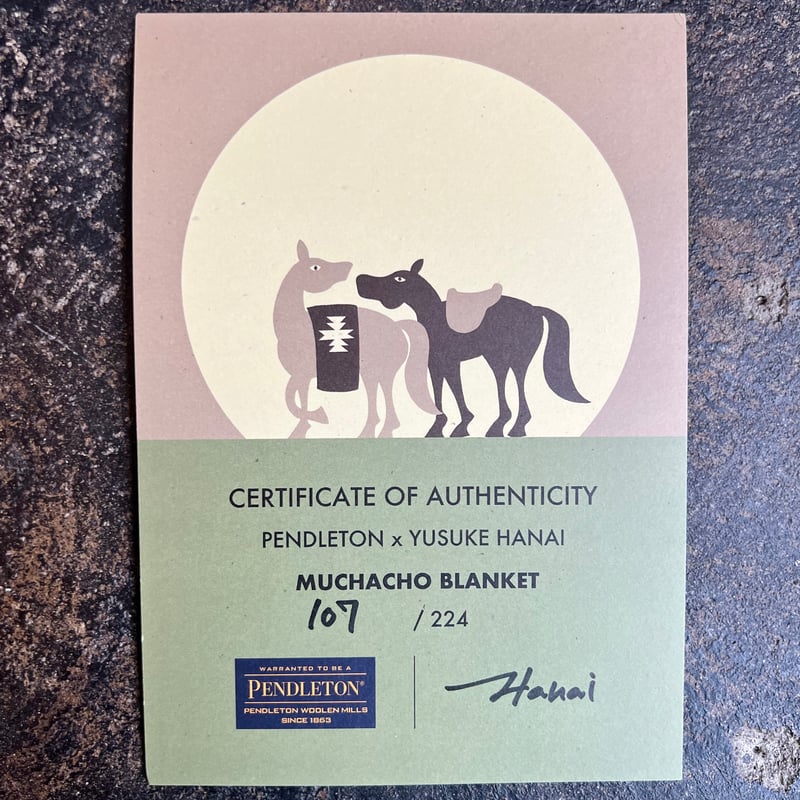 CERTIFICATE OF AUTHENTICITY
PENDLETON x YUSUKE HANAI
MUCHACHO BLANKET
107 / 224
WARRANTED TO BE A
PENDLETON®
PENDLETON WOOLEN MILLS
SINCE 1863
Hanai